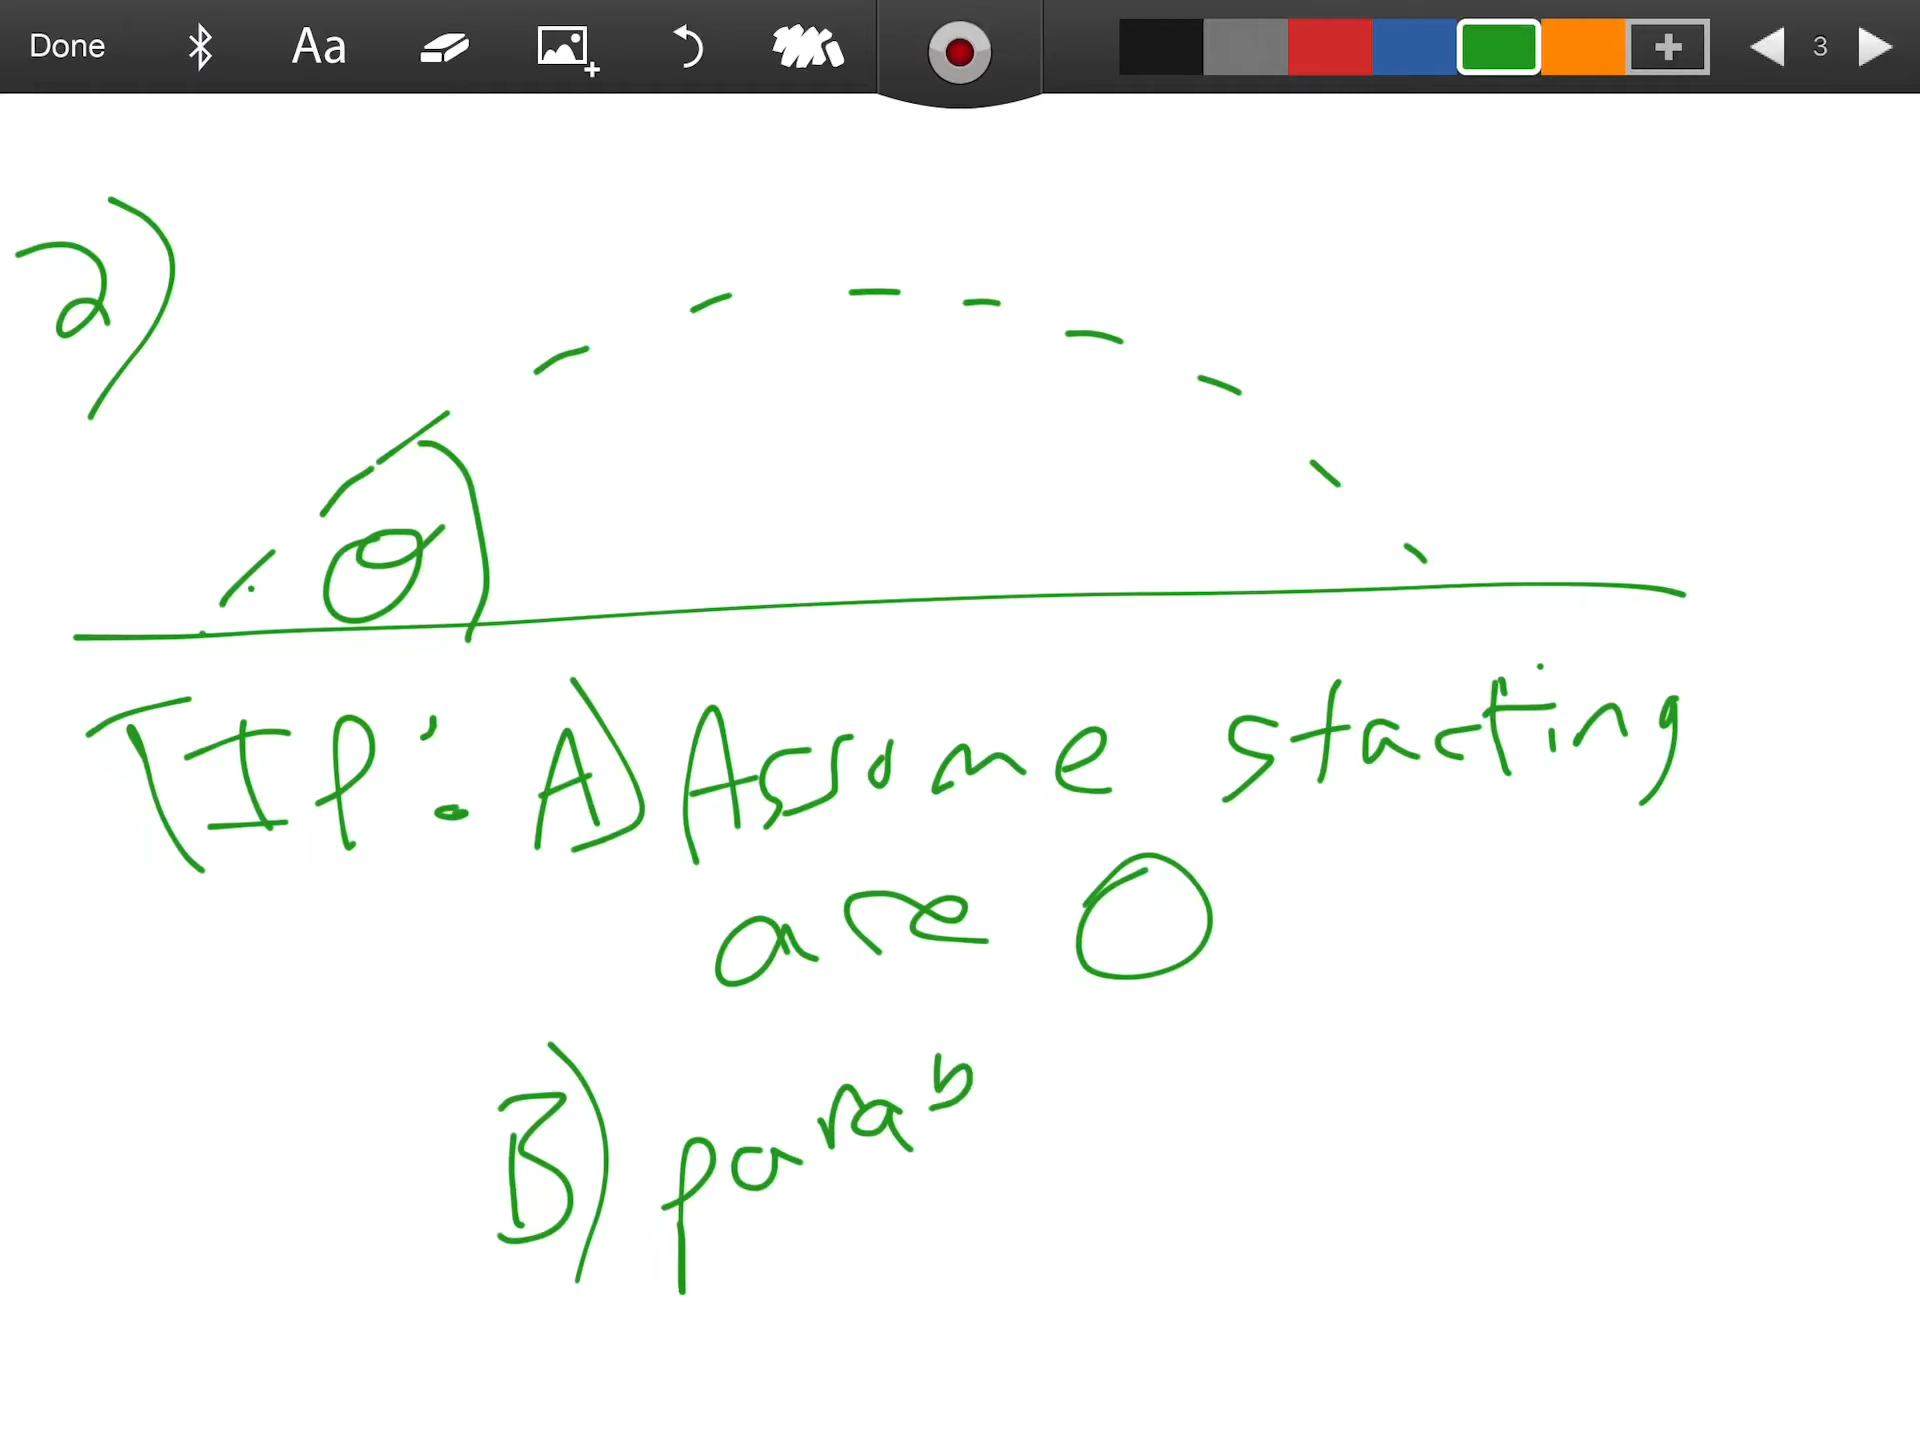 Done Aa 3
2)
θ
TIP: A) Assume starting
are 0
B) parab